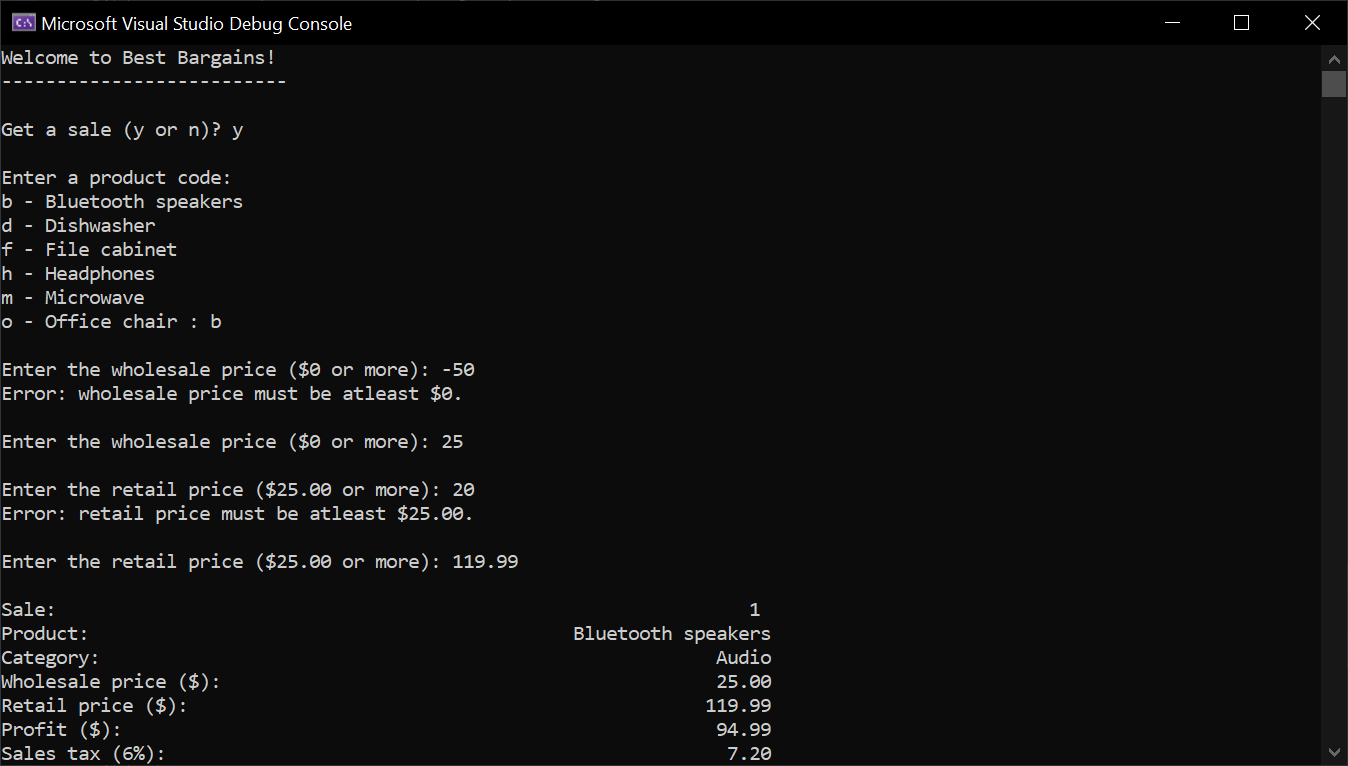 Microsoft Visual Studio Debug Console
Welcome to Best Bargains!
--------------------------
Get a sale (y or n)? y
Enter a product code:
b - Bluetooth speakers
d - Dishwasher
f - File cabinet
h - Headphones
m - Microwave
o - Office chair : b
Enter the wholesale price ($0 or more): -50
Error: wholesale price must be atleast $0.
Enter the wholesale price ($0 or more): 25
Enter the retail price ($25.00 or more): 20
Error: retail price must be atleast $25.00.
Enter the retail price ($25.00 or more): 119.99
Sale: 1
Product: Bluetooth speakers
Category: Audio
Wholesale price ($): 25.00
Retail price ($): 119.99
Profit ($): 94.99
Sales tax (6%): 7.20